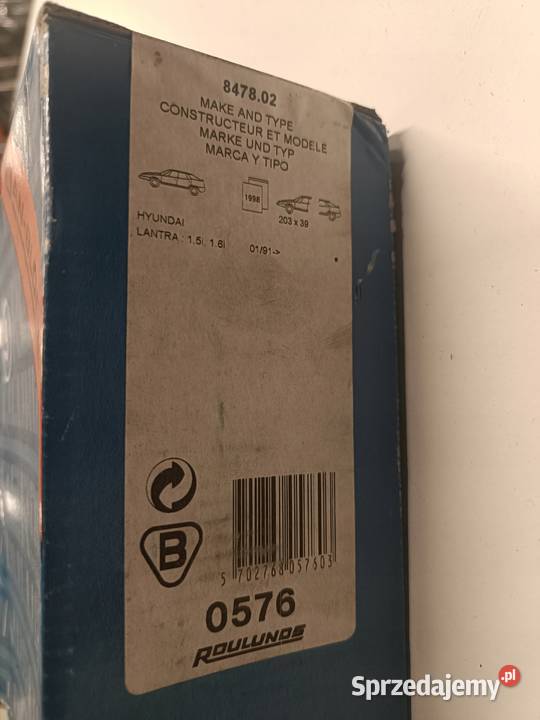 8478.02
MAKE AND TYPE
CONSTRUCTEUR ET MODELE
MARKE UND TYP
MARCA Y TIPO
1998
203 x 39
HYUNDAI
LANTRA : 1.5i, 1.6i 01/91->
B
5 702768 057603
0576
ROULUNDS
Sprzedajemy.pl